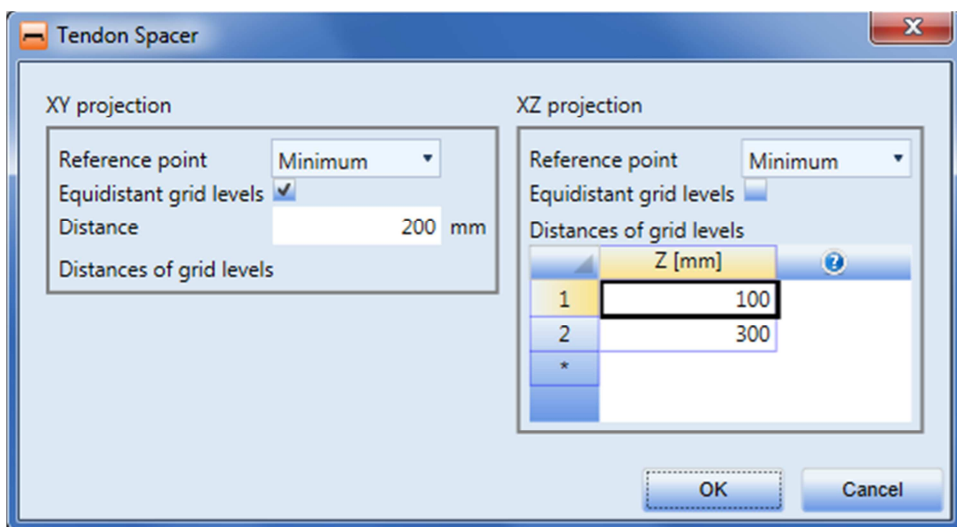 Tendon Spacer
XY projection
Reference point Minimum
Equidistant grid levels
Distance 200 mm
Distances of grid levels
XZ projection
Reference point Minimum
Equidistant grid levels
Distances of grid levels
Z [mm]
1 100
2 300
*
OK Cancel